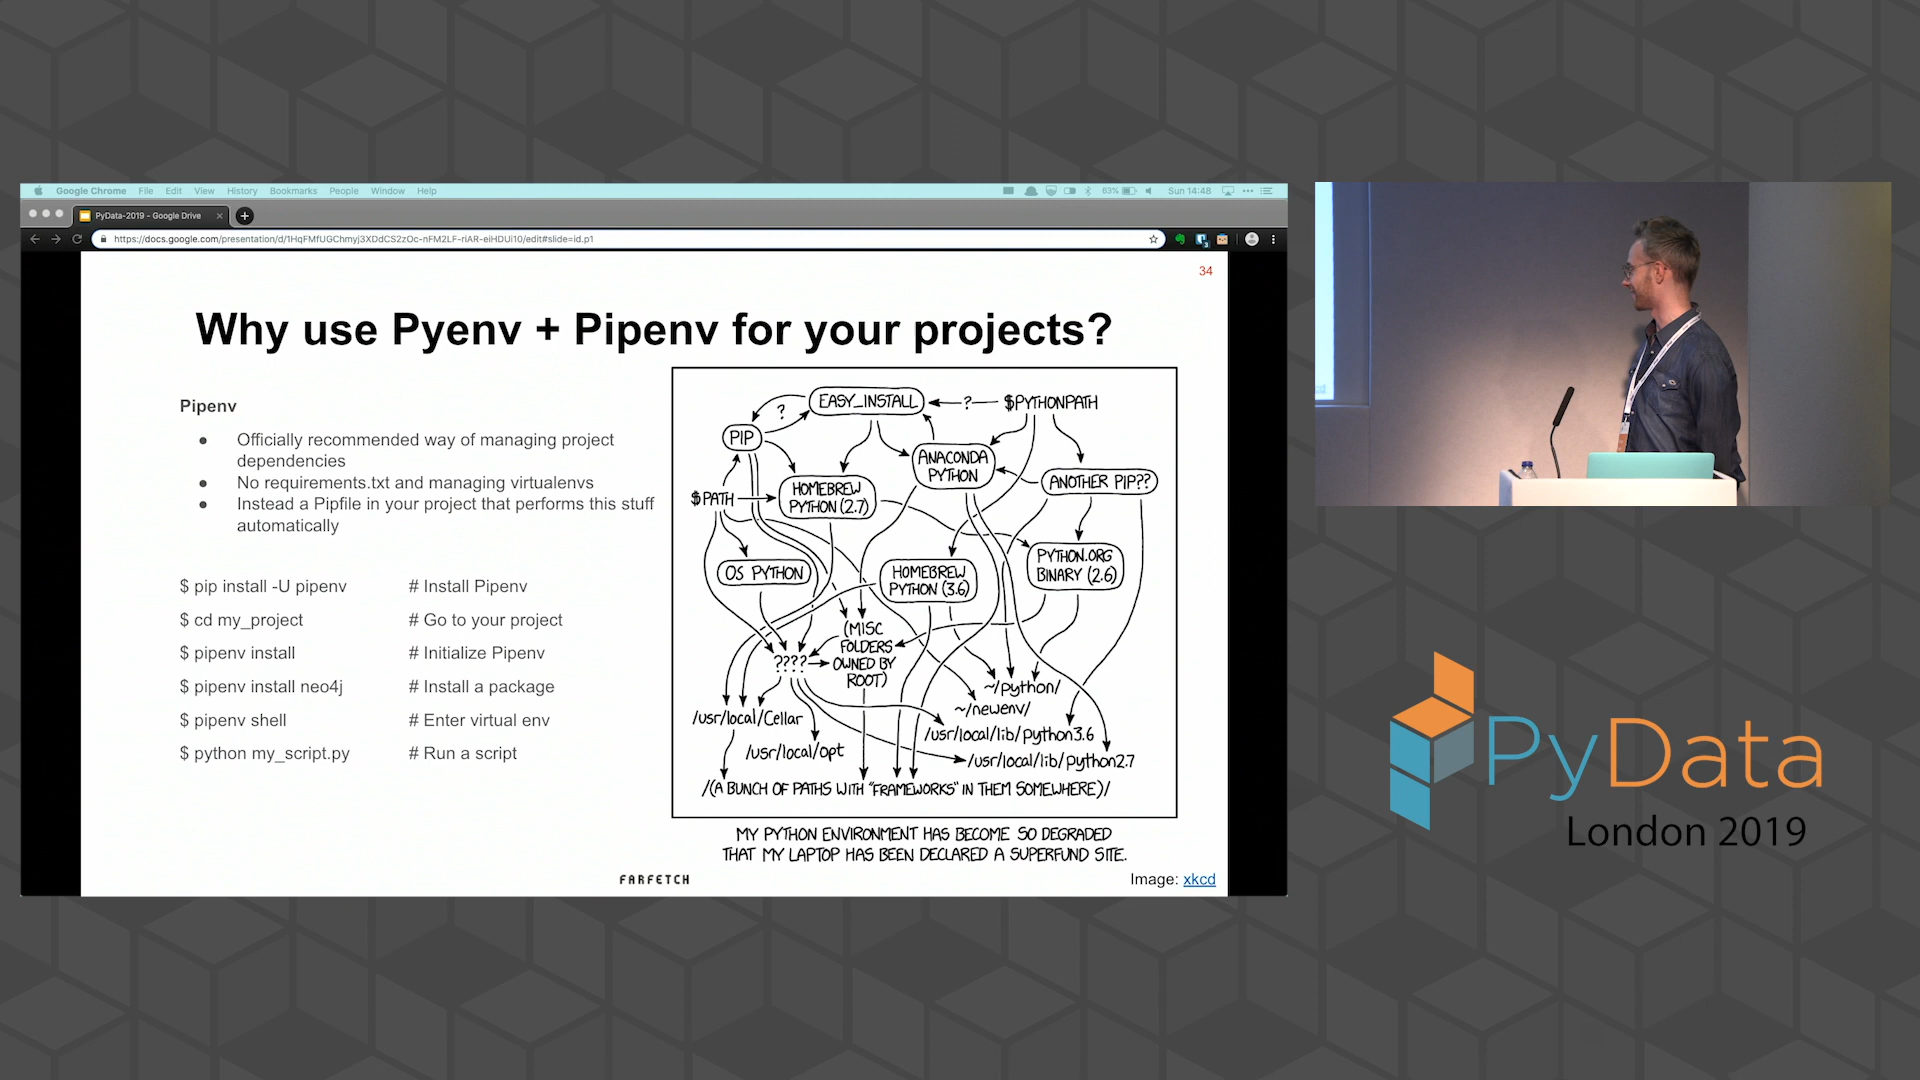 Google Chrome File Edit View History Bookmarks People Window Help 63% Sun 14:48
PyData-2019 - Google Drive
https://docs.google.com/presentation/d/1HqFMfUGChmyj3XDdCS2zOc-nFM2LF-riAR-eiHDUi10/edit#slide=id.p1
34
Why use Pyenv + Pipenv for your projects?
Pipenv
● Officially recommended way of managing project
dependencies
● No requirements.txt and managing virtualenvs
● Instead a Pipfile in your project that performs this stuff
automatically
$ pip install -U pipenv # Install Pipenv
$ cd my_project # Go to your project
$ pipenv install # Initialize Pipenv
$ pipenv install neo4j # Install a package
$ pipenv shell # Enter virtual env
$ python my_script.py # Run a script
EASY_INSTALL
?
$PYTHONPATH
?
PIP
ANACONDA
PYTHON
ANOTHER PIP??
$PATH
HOMEBREW
PYTHON (2.7)
OS PYTHON
HOMEBREW
PYTHON (3.6)
PYTHON.ORG
BINARY (2.6)
(MISC
FOLDERS
OWNED BY
ROOT)
????
~/python/
~/newenv/
/usr/local/Cellar
/usr/local/opt
/usr/local/lib/python3.6
/usr/local/lib/python2.7
/(A BUNCH OF PATHS WITH "FRAMEWORKS" IN THEM SOMEWHERE)/
MY PYTHON ENVIRONMENT HAS BECOME SO DEGRADED
THAT MY LAPTOP HAS BEEN DECLARED A SUPERFUND SITE.
FARFETCH
Image: xkcd
PyData
London 2019